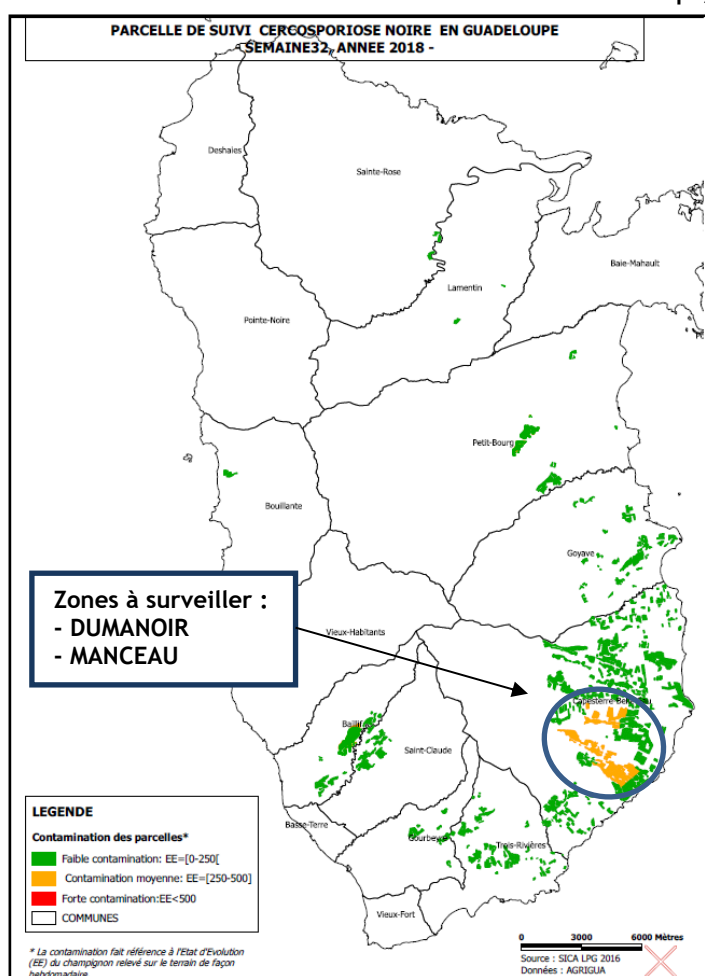 PARCELLE DE SUIVI CERCOSPORIOSE NOIRE EN GUADELOUPE
- SEMAINE32, ANNEE 2018 -
Deshaies
Sainte-Rose
Baie-Mahault
Lamentin
Pointe-Noire
Petit-Bourg
Bouillante
Goyave
Zones à surveiller :
- DUMANOIR
- MANCEAU
Vieux-Habitants
Baillif
Saint-Claude
Basse-Terre
Gourbeyre
Trois-Rivières
Vieux-Fort
LEGENDE
Contamination des parcelles*
Faible contamination: EE=[0-250[
Contamination moyenne: EE=[250-500]
Forte contamination:EE<500
COMMUNES
* La contamination fait référence à l'Etat d'Evolution
(EE) du champignon relevé sur le terrain de façon
hebdomadaire
0 3000 6000 Mètres
Source : SICA LPG 2016
Données : AGRIGUA